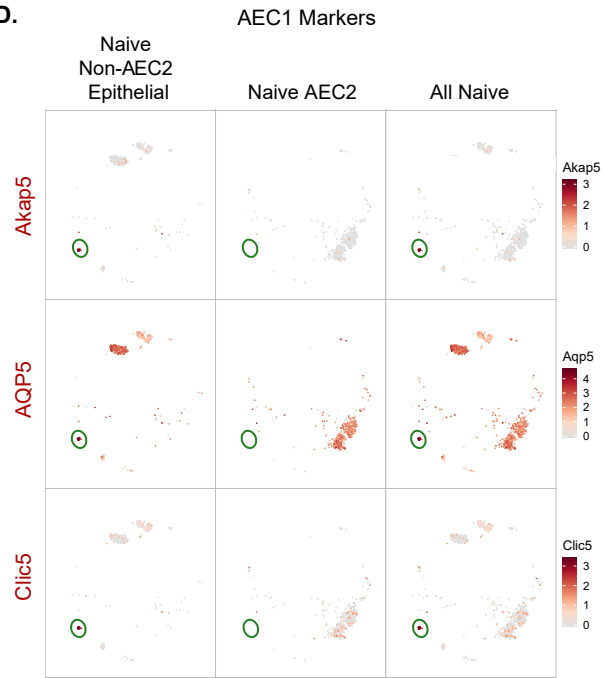 D.
AEC1 Markers
Naive
Non-AEC2
Epithelial
Naive AEC2
All Naive
Akap5
Akap5
3
2
1
0
AQP5
Aqp5
4
3
2
1
0
Clic5
Clic5
3
2
1
0